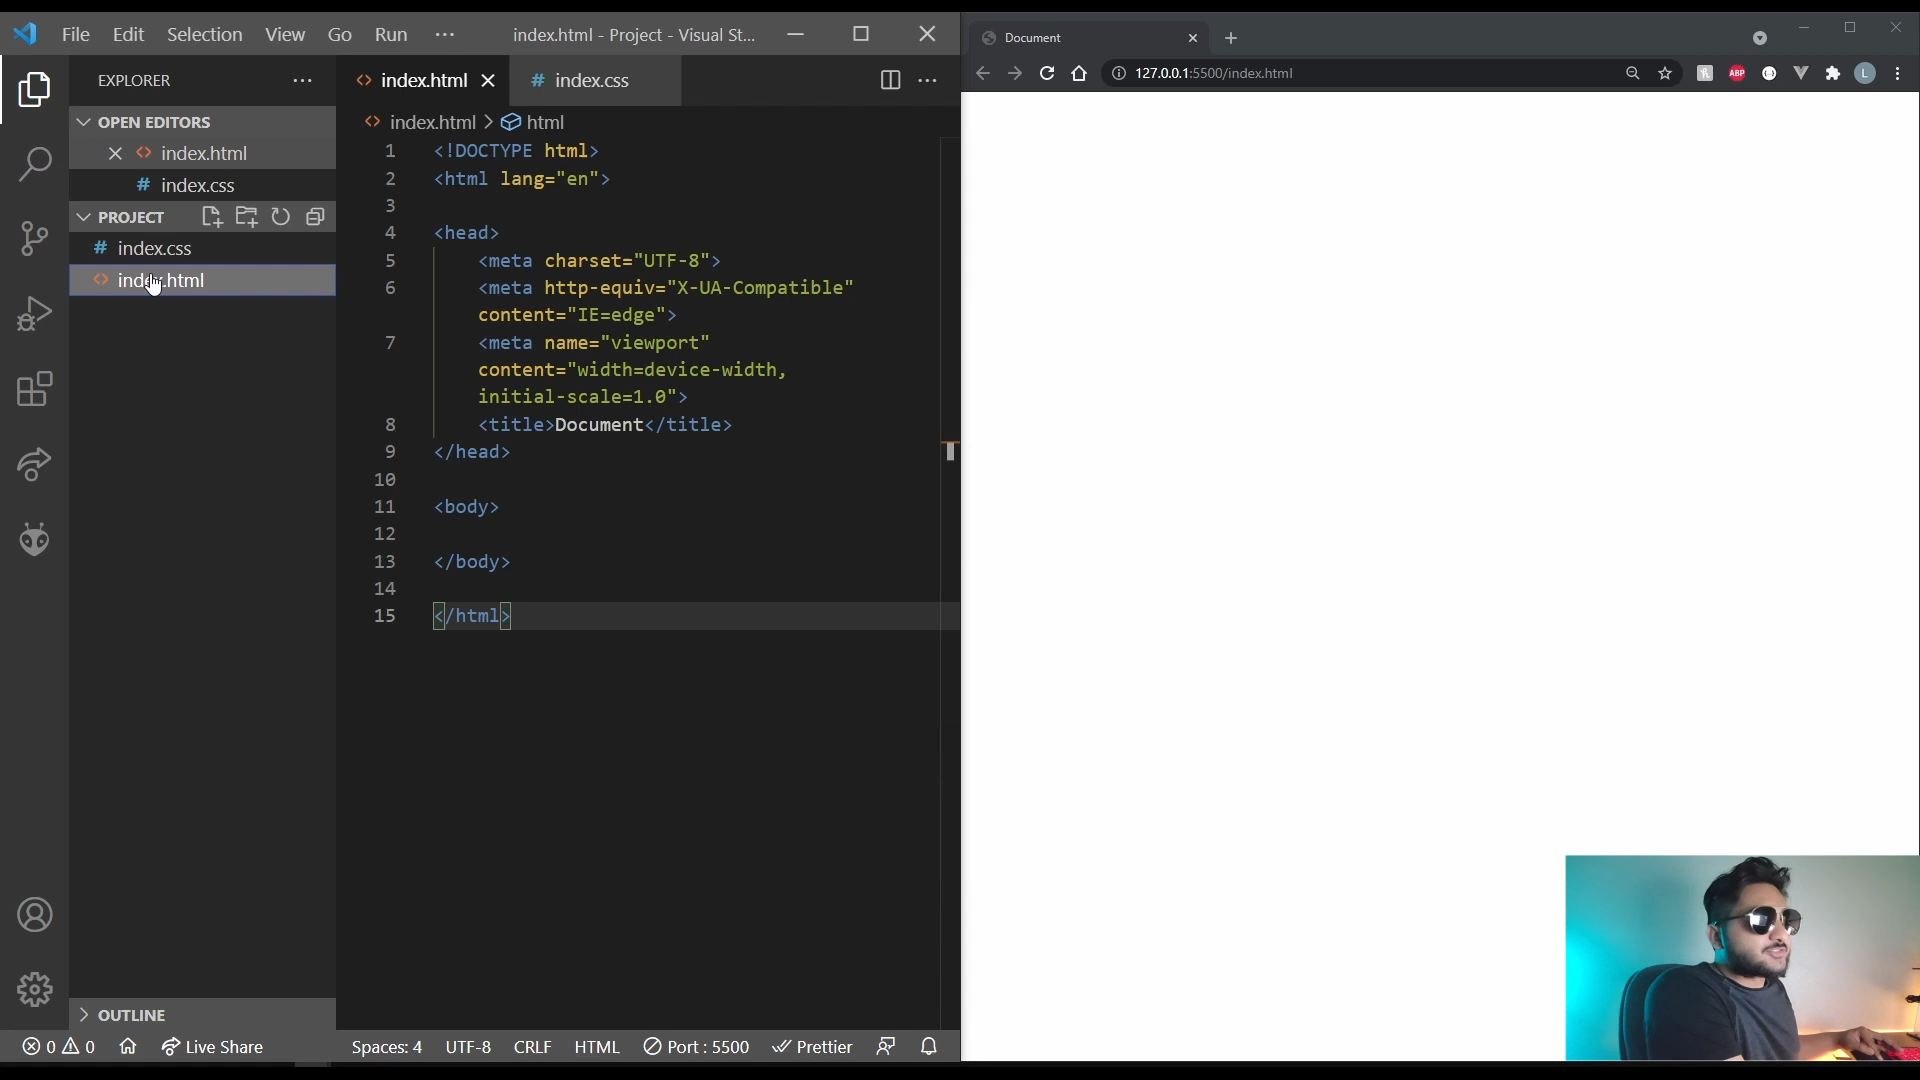 File Edit Selection View Go Run ··· index.html - Project - Visual St...
EXPLORER ···
OPEN EDITORS
index.html
# index.css
PROJECT
# index.css
index.html
OUTLINE
index.html
# index.css
index.html > html
1 <!DOCTYPE html>
2 <html lang="en">
3
4 <head>
5 <meta charset="UTF-8">
6 <meta http-equiv="X-UA-Compatible"
content="IE=edge">
7 <meta name="viewport"
content="width=device-width,
initial-scale=1.0">
8 <title>Document</title>
9 </head>
10
11 <body>
12
13 </body>
14
15 </html>
0 0 Live Share Spaces: 4 UTF-8 CRLF HTML Port : 5500 Prettier
Document
127.0.0.1:5500/index.html
ABP
L